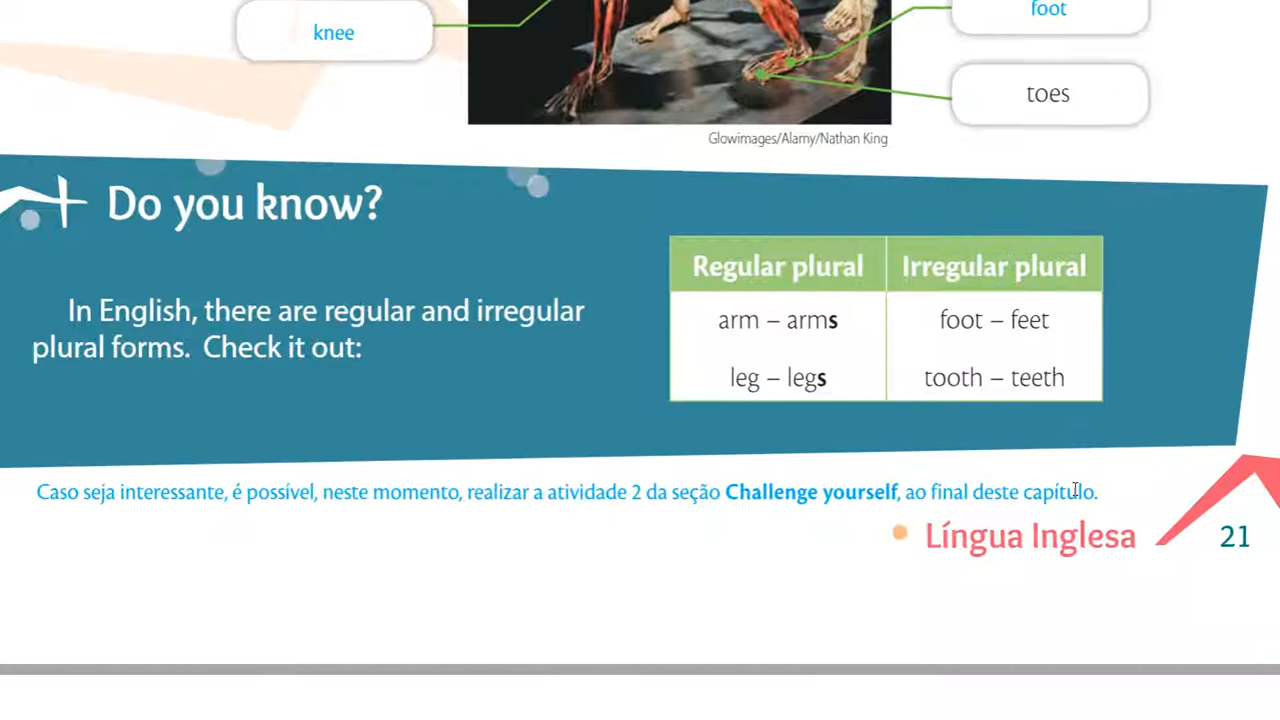 knee
foot
toes
Glowimages/Alamy/Nathan King
Do you know?
In English, there are regular and irregular
plural forms. Check it out:
Regular plural Irregular plural
arm – arms foot – feet
leg – legs tooth – teeth
Caso seja interessante, é possível, neste momento, realizar a atividade 2 da seção Challenge yourself, ao final deste capítulo.
Língua Inglesa 21